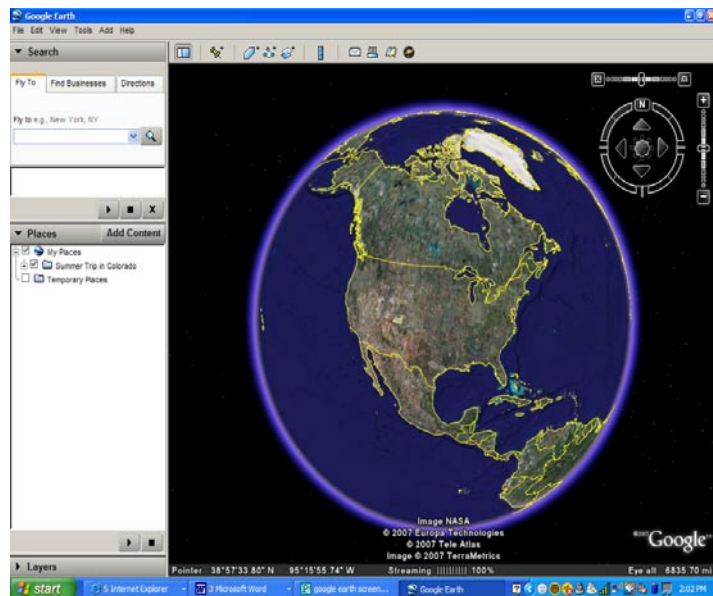 Google Earth
File Edit View Tools Add Help
Search
Fly To Find Businesses Directions
Fly to e.g., New York, NY
Places Add Content
My Places
Summer Trip in Colorado
Temporary Places
Layers
N
Image NASA
© 2007 Europa Technologies
© 2007 Tele Atlas
Image © 2007 TerraMetrics
Google
Pointer 38°57'33.80" N 95°15'55.74" W Streaming 100% Eye alt 6835.70 mi
start 5 Internet Explorer 3 Microsoft Word google earth screen... Google Earth 2:02 PM